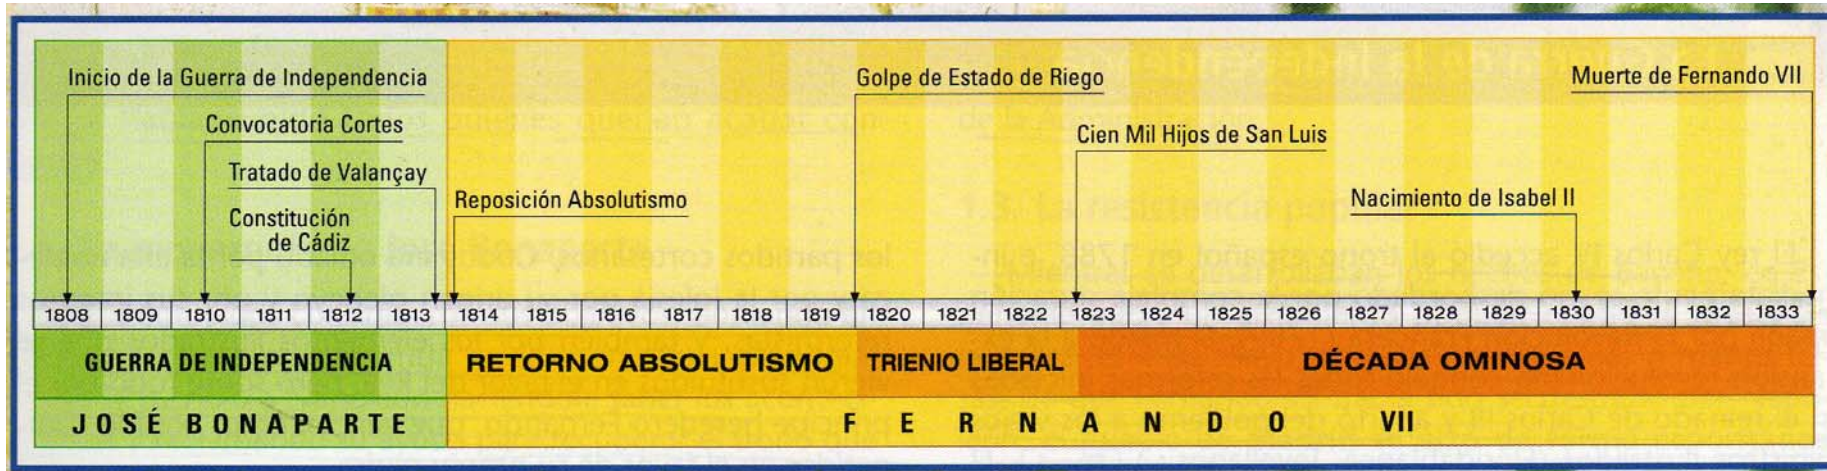 Inicio de la Guerra de Independencia
Golpe de Estado de Riego
Muerte de Fernando VII
Convocatoria Cortes
Cien Mil Hijos de San Luis
Tratado de Valançay
Reposición Absolutismo
Nacimiento de Isabel II
Constitución
de Cádiz
1808 1809 1810 1811 1812 1813 1814 1815 1816 1817 1818 1819 1820 1821 1822 1823 1824 1825 1826 1827 1828 1829 1830 1831 1832 1833
GUERRA DE INDEPENDENCIA RETORNO ABSOLUTISMO TRIENIO LIBERAL DÉCADA OMINOSA
JOSÉ BONAPARTE FERNANDO VII